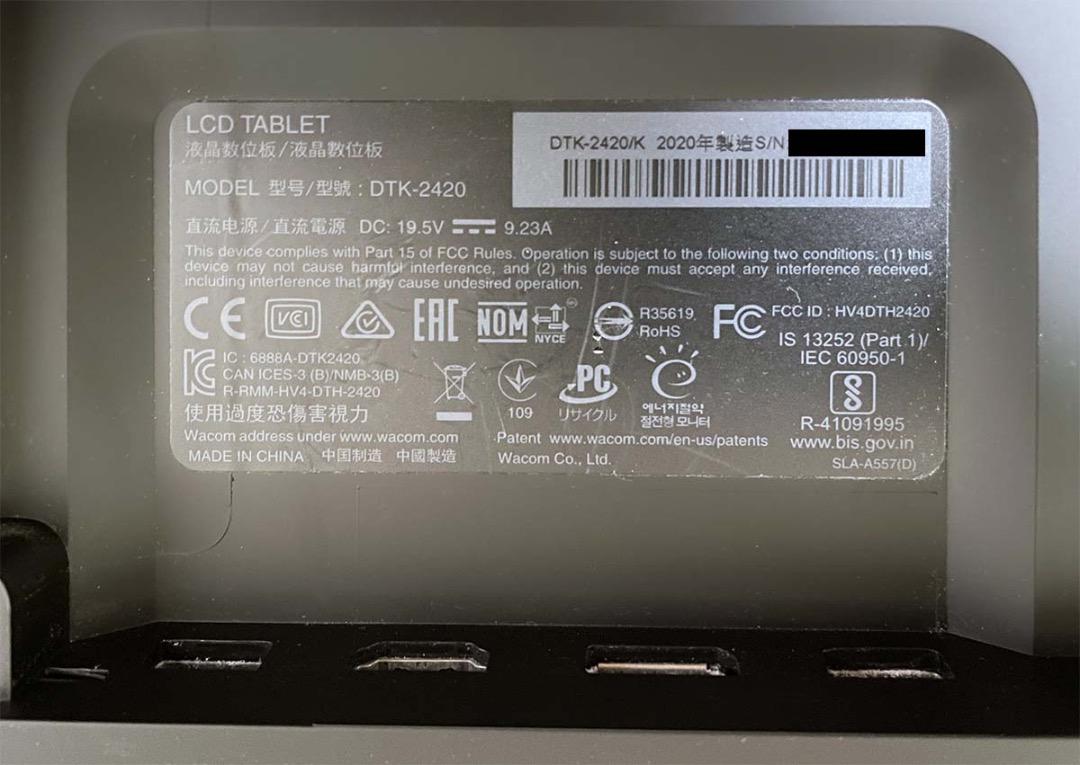 LCD TABLET
液晶数位板/液晶數位板
DTK-2420/K 2020年製造S/N
MODEL 型号/型號 : DTK-2420
直流电源/直流電源 DC: 19.5V 9.23A
This device complies with Part 15 of FCC Rules. Operation is subject to the following two conditions: (1) this
device may not cause harmful interference, and (2) this device must accept any interference received,
including interference that may cause undesired operation.
CE VCI EAC NOM NYCE R35619 RoHS FC FCC ID : HV4DTH2420
IS 13252 (Part 1)/
IEC 60950-1
IC : 6888A-DTK2420
CAN ICES-3 (B)/NMB-3(B)
R-RMM-HV4-DTH-2420
109
PC
リサイクル
에너지절약
절전형 모니터
R-41091995
www.bis.gov.in
使用過度恐傷害視力
Wacom address under www.wacom.com
Patent www.wacom.com/en-us/patents
MADE IN CHINA 中国制造 中國製造
Wacom Co., Ltd.
SLA-A557(D)